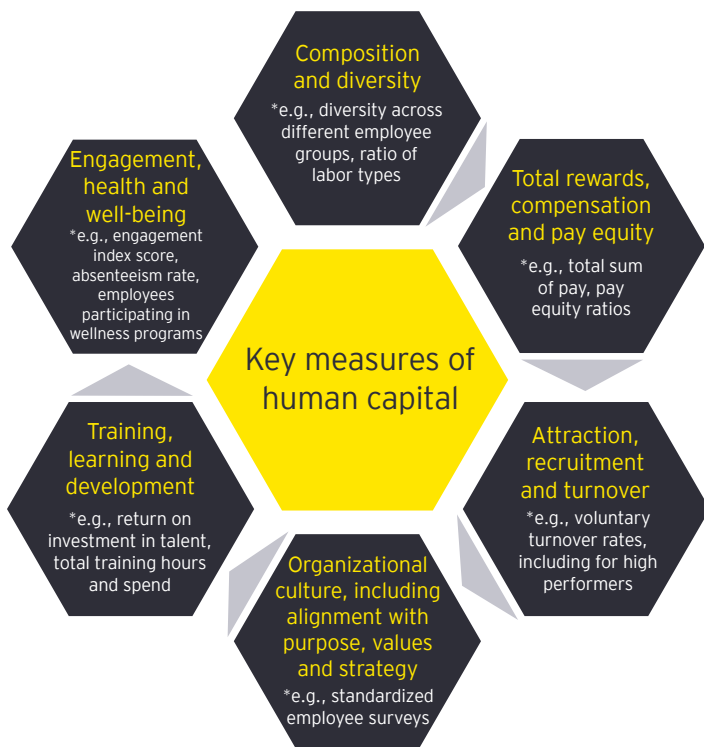 Composition
and diversity
*e.g., diversity across
different employee
groups, ratio of
labor types
Total rewards,
compensation
and pay equity
*e.g., total sum
of pay, pay
equity ratios
Attraction,
recruitment
and turnover
*e.g., voluntary
turnover rates,
including for high
performers
Organizational
culture, including
alignment with
purpose, values
and strategy
*e.g., standardized
employee surveys
Training,
learning and
development
*e.g., return on
investment in talent,
total training hours
and spend
Engagement,
health and
well-being
*e.g., engagement
index score,
absenteeism rate,
employees
participating in
wellness programs
Key measures of
human capital